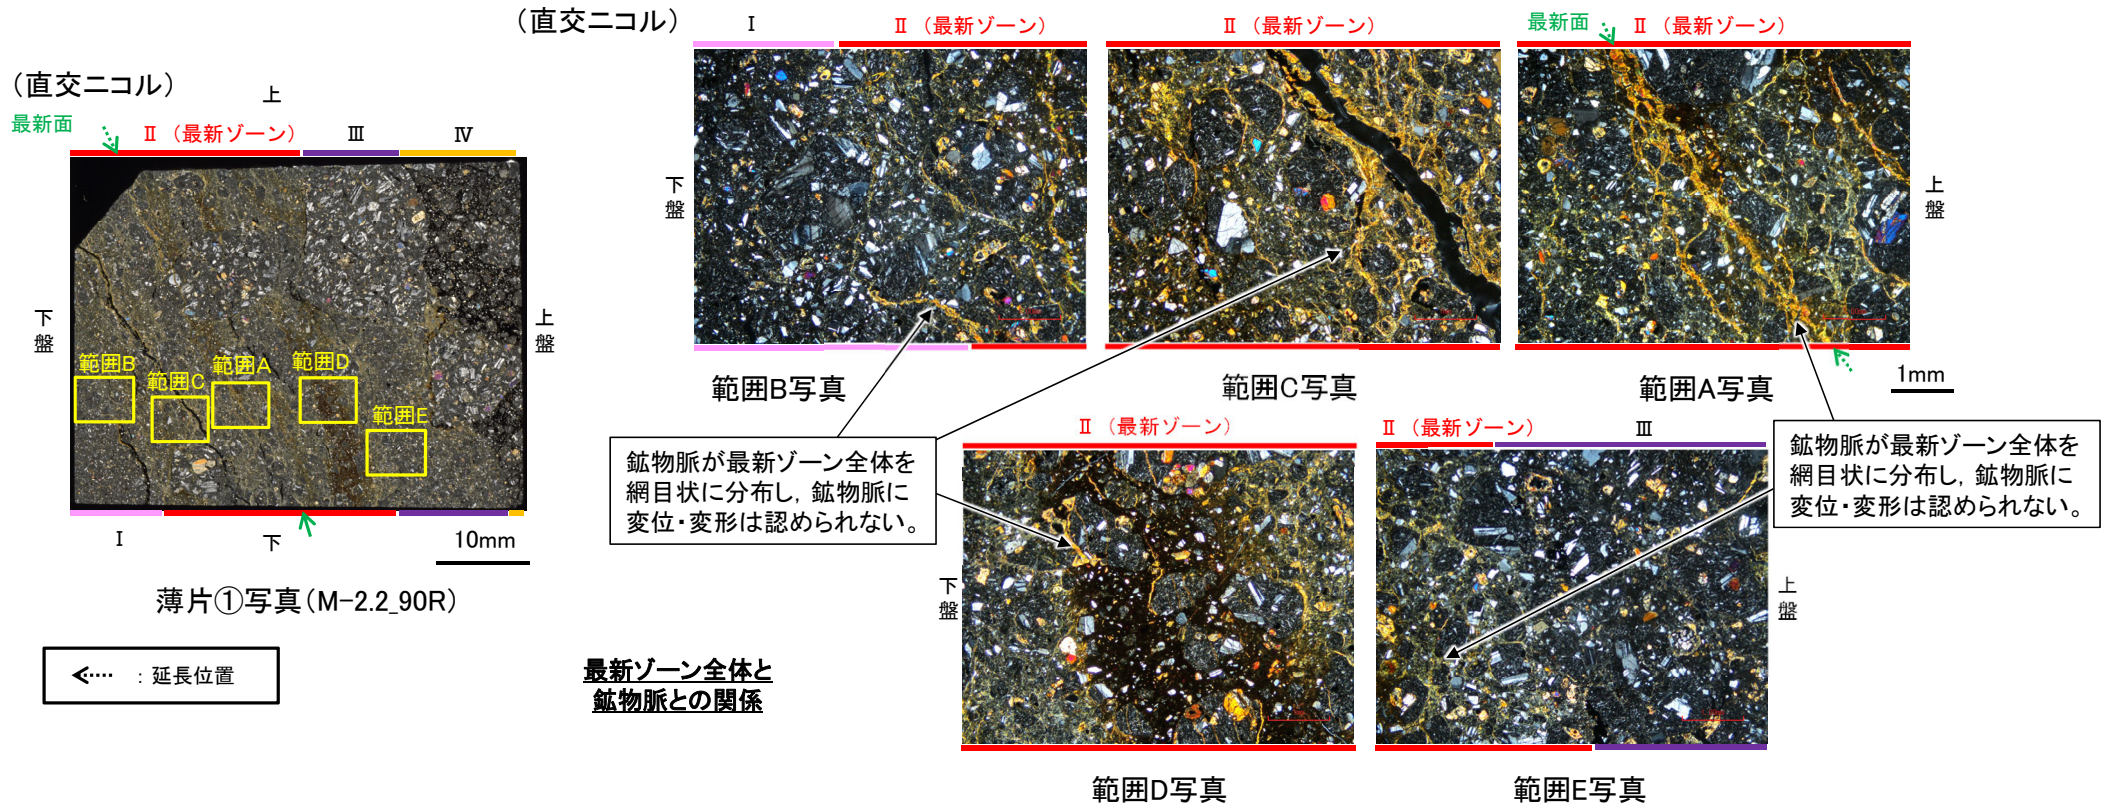 (直交ニコル)
上
最新面
Ⅱ (最新ゾーン)
Ⅲ
Ⅳ
下盤
上盤
範囲B
範囲C
範囲A
範囲D
範囲E
Ⅰ
下
10mm
薄片①写真(M-2.2_90R)
:延長位置
最新ゾーン全体と
鉱物脈との関係
(直交ニコル)
Ⅰ
Ⅱ (最新ゾーン)
Ⅱ (最新ゾーン)
最新面
Ⅱ (最新ゾーン)
下盤
上盤
範囲B写真
範囲C写真
範囲A写真
1mm
鉱物脈が最新ゾーン全体を
網目状に分布し,鉱物脈に
変位・変形は認められない。
Ⅱ (最新ゾーン)
Ⅱ (最新ゾーン)
Ⅲ
鉱物脈が最新ゾーン全体を
網目状に分布し,鉱物脈に
変位・変形は認められない。
下盤
上盤
範囲D写真
範囲E写真